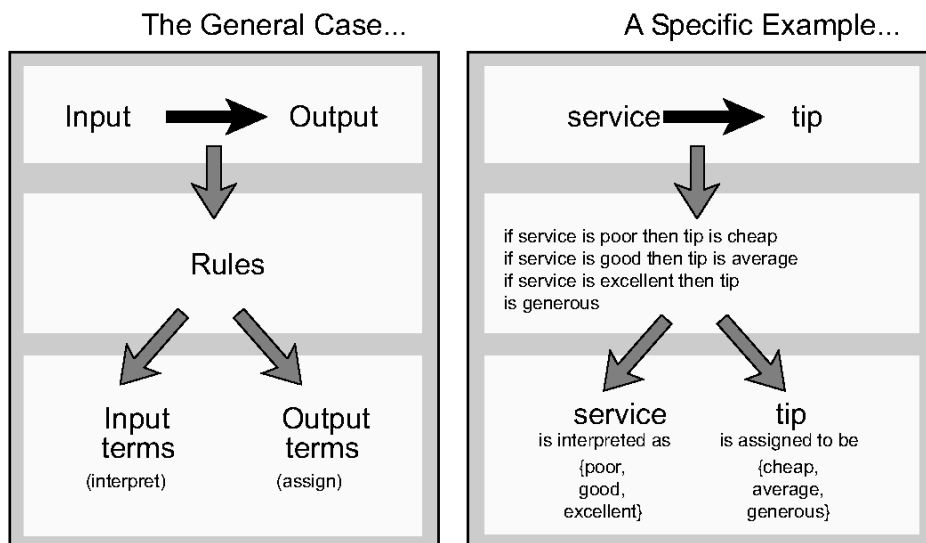 The General Case...
Input
Output
Rules
Input
terms
(interpret)
Output
terms
(assign)
A Specific Example...
service
tip
if service is poor then tip is cheap
if service is good then tip is average
if service is excellent then tip
is generous
service
is interpreted as
{poor,
good,
excellent}
tip
is assigned to be
{cheap,
average,
generous}